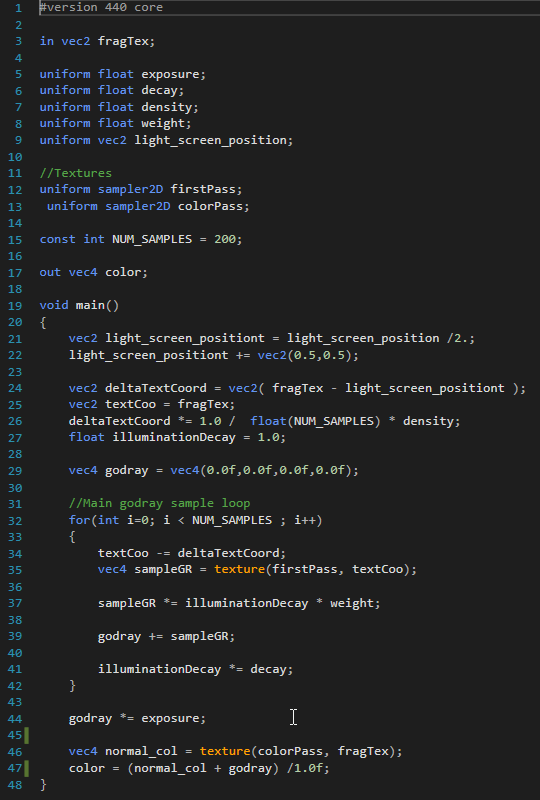 1 #version 440 core
2
3 in vec2 fragTex;
4
5 uniform float exposure;
6 uniform float decay;
7 uniform float density;
8 uniform float weight;
9 uniform vec2 light_screen_position;
10
11 //Textures
12 uniform sampler2D firstPass;
13  uniform sampler2D colorPass;
14
15 const int NUM_SAMPLES = 200;
16
17 out vec4 color;
18
19 void main()
20 {
21     vec2 light_screen_positiont = light_screen_position /2.;
22     light_screen_positiont += vec2(0.5,0.5);
23
24     vec2 deltaTextCoord = vec2( fragTex - light_screen_positiont );
25     vec2 textCoo = fragTex;
26     deltaTextCoord *= 1.0 /  float(NUM_SAMPLES) * density;
27     float illuminationDecay = 1.0;
28
29     vec4 godray = vec4(0.0f,0.0f,0.0f,0.0f);
30
31     //Main godray sample loop
32     for(int i=0; i < NUM_SAMPLES ; i++)
33     {
34         textCoo -= deltaTextCoord;
35         vec4 sampleGR = texture(firstPass, textCoo);
36
37         sampleGR *= illuminationDecay * weight;
38
39         godray += sampleGR;
40
41         illuminationDecay *= decay;
42     }
43
44     godray *= exposure;
45
46     vec4 normal_col = texture(colorPass, fragTex);
47     color = (normal_col + godray) /1.0f;
48 }